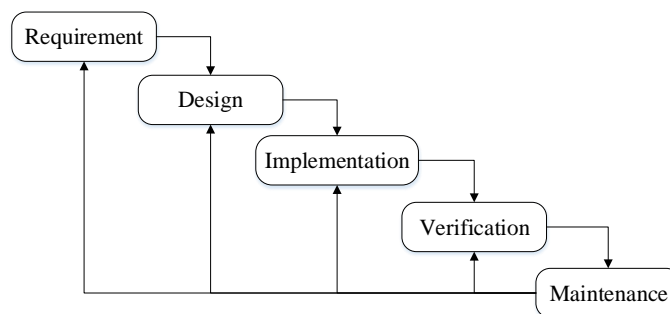 Requirement
Design
Implementation
Verification
Maintenance